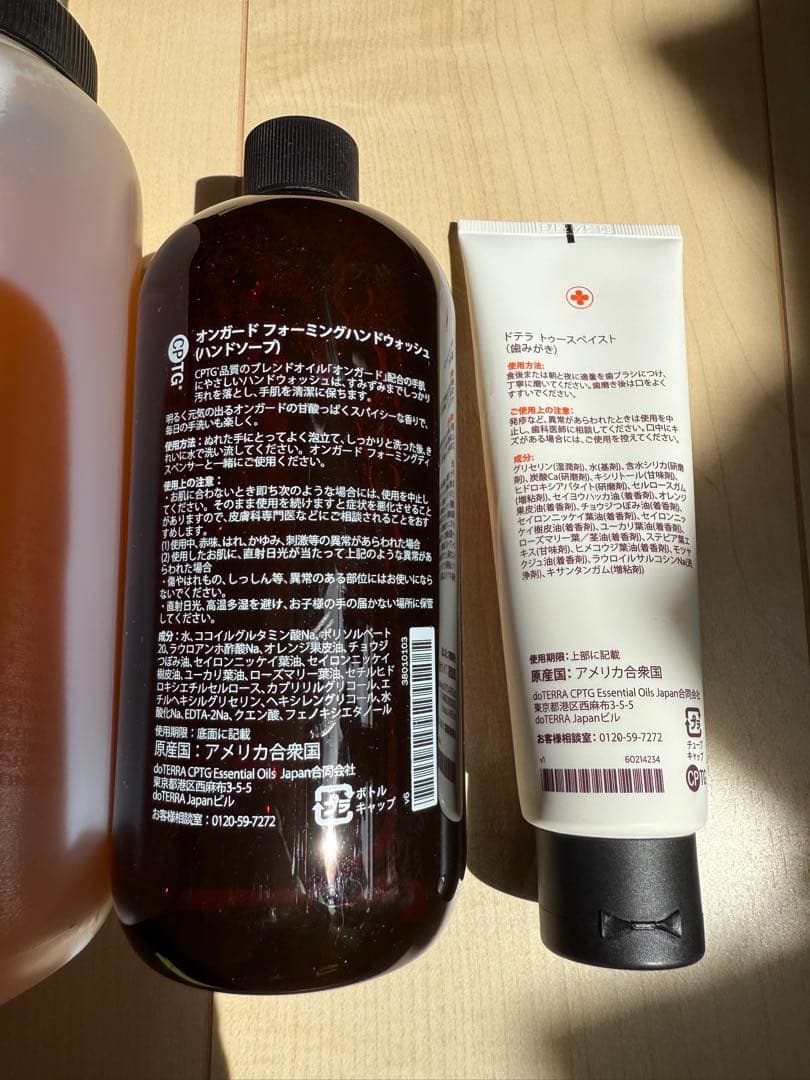 CPTG
オンガード フォーミングハンドウォッシュ
(ハンドソープ)
CPTG品質のブレンドオイル「オンガード」配合の手肌
にやさしいハンドウォッシュは、すみずみまでしっかり
汚れを落とし、手肌を清潔に保ちます。
明るく元気の出るオンガードの甘酸っぱくスパイシーな香りで、
毎日の手洗いも楽しく。
使用方法：ぬれた手にとってよく泡立て、しっかりと洗った後、き
れいに水で洗い流してください。オンガード フォーミングディ
スペンサーと一緒にご使用ください。
使用上の注意：
・お肌に合わないとき即ち次のような場合には、使用を中止し
てください。そのまま使用を続けますと症状を悪化させること
がありますので、皮膚科専門医などにご相談されることをおす
すめします。
(1)使用中、赤味、はれ、かゆみ、刺激等の異常があらわれた場合
(2)使用したお肌に、直射日光が当たって上記のような異常があ
らわれた場合
・傷やはれもの、しっしん等、異常のある部位にはお使いになら
ないでください。
・直射日光、高温多湿を避け、お子様の手の届かない場所に保管
してください。
成分：水、ココイルグルタミン酸Na、ポリソルベート
20、ラウロアンホ酢酸Na、オレンジ果皮油、チョウジ
つぼみ油、セイロンニッケイ葉油、セイロンニッケイ
樹皮油、ユーカリ葉油、ローズマリー葉油、セチルヒド
ロキシエチルセルロース、カプリリルグリコール、エ
チルヘキシルグリセリン、ヘキシレングリコール、水
酸化Na、EDTA-2Na、クエン酸、フェノキシエタノール
使用期限：底面に記載
原産国：アメリカ合衆国
doTERRA CPTG Essential Oils Japan合同会社
東京都港区西麻布3-5-5
doTERRA Japanビル
お客様相談室：0120-59-7272
プラ
ボトル
キャップ
v6
38010103
ドテラ トゥースペイスト
(歯みがき)
使用方法:
食後または朝と夜に適量を歯ブラシにつけ、
丁寧に磨いてください。歯磨き後は口をよく
すすいでください。
ご使用上の注意:
発疹など、異常があらわれたときは使用を中
止し、歯科医師に相談してください。口中にキ
ズがある場合には、ご使用を控えてください。
成分:
グリセリン(湿潤剤)、水(基剤)、含水シリカ(研磨
剤)、炭酸Ca(研磨剤)、キシリトール(甘味剤)、
ヒドロキシアパタイト(研磨剤)、セルロースガム
(増粘剤)、セイヨウハッカ油(着香剤)、オレンジ
果皮油(着香剤)、チョウジつぼみ油(着香剤)、
セイロンニッケイ葉油(着香剤)、セイロンニッ
ケイ樹皮油(着香剤)、ユーカリ葉油(着香剤)、
ローズマリー葉／茎油(着香剤)、ステビア葉エ
キス(甘味剤)、ヒメコウジ葉油(着香剤)、モツヤ
クジュ油(着香剤)、ラウロイルサルコシンNa(洗
浄剤)、キサンタンガム(増粘剤)
使用期限：上部に記載
原産国：アメリカ合衆国
doTERRA CPTG Essential Oils Japan合同会社
東京都港区西麻布3-5-5
doTERRA Japanビル
お客様相談室：0120-59-7272
プラ
チューブ
キャップ
v1
60214234
CPTG